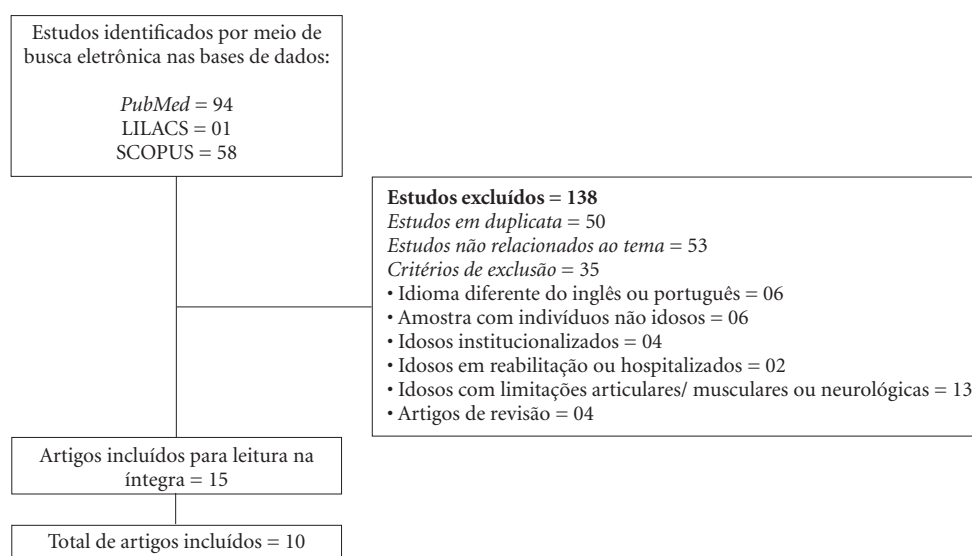 Estudos identificados por meio de
busca eletrônica nas bases de dados:
PubMed = 94
LILACS = 01
SCOPUS = 58
Estudos excluídos = 138
Estudos em duplicata = 50
Estudos não relacionados ao tema = 53
Critérios de exclusão = 35
• Idioma diferente do inglês ou português = 06
• Amostra com indivíduos não idosos = 06
• Idosos institucionalizados = 04
• Idosos em reabilitação ou hospitalizados = 02
• Idosos com limitações articulares/ musculares ou neurológicas = 13
• Artigos de revisão = 04
Artigos incluídos para leitura na
íntegra = 15
Total de artigos incluídos = 10